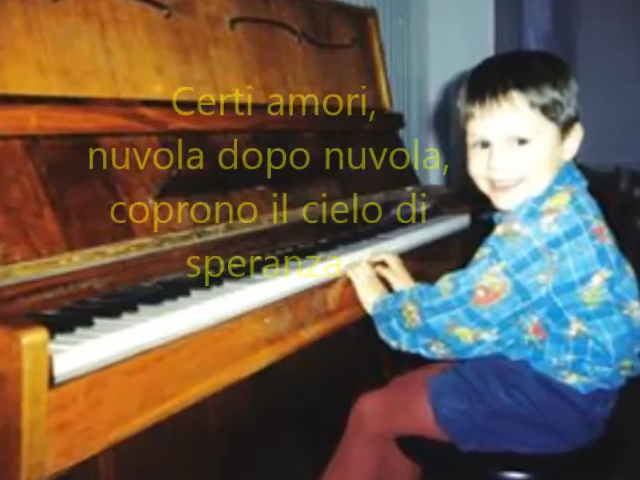 Certi amori,
nuvola dopo nuvola,
coprono il cielo di
speranza...